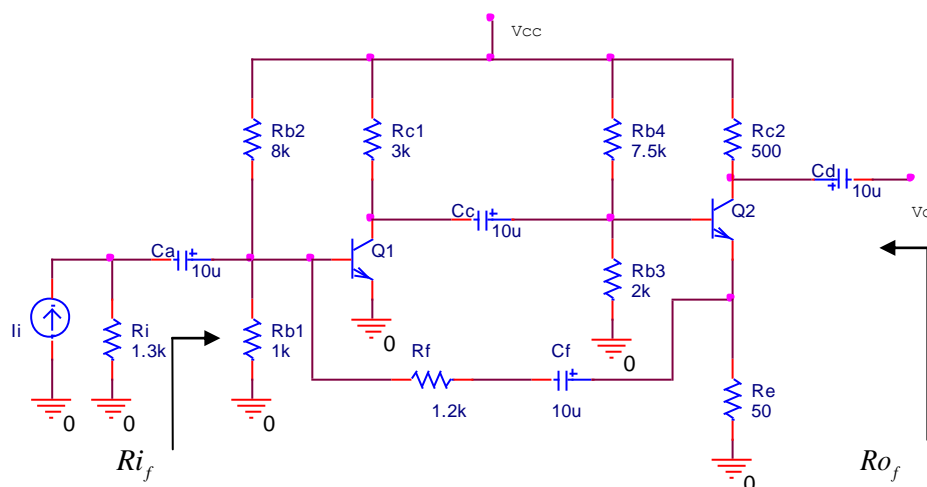 Vcc
Rb2
8k
Rc1
3k
Rb4
7.5k
Rc2
500
Cd
10u
Cc
10u
Q2
Q1
Ca
10u
Ii
Ri
1.3k
Rb1
1k
Rb3
2k
0
0
Rf
1.2k
Cf
10u
Re
50
0
0
0
0
Rif
Rof